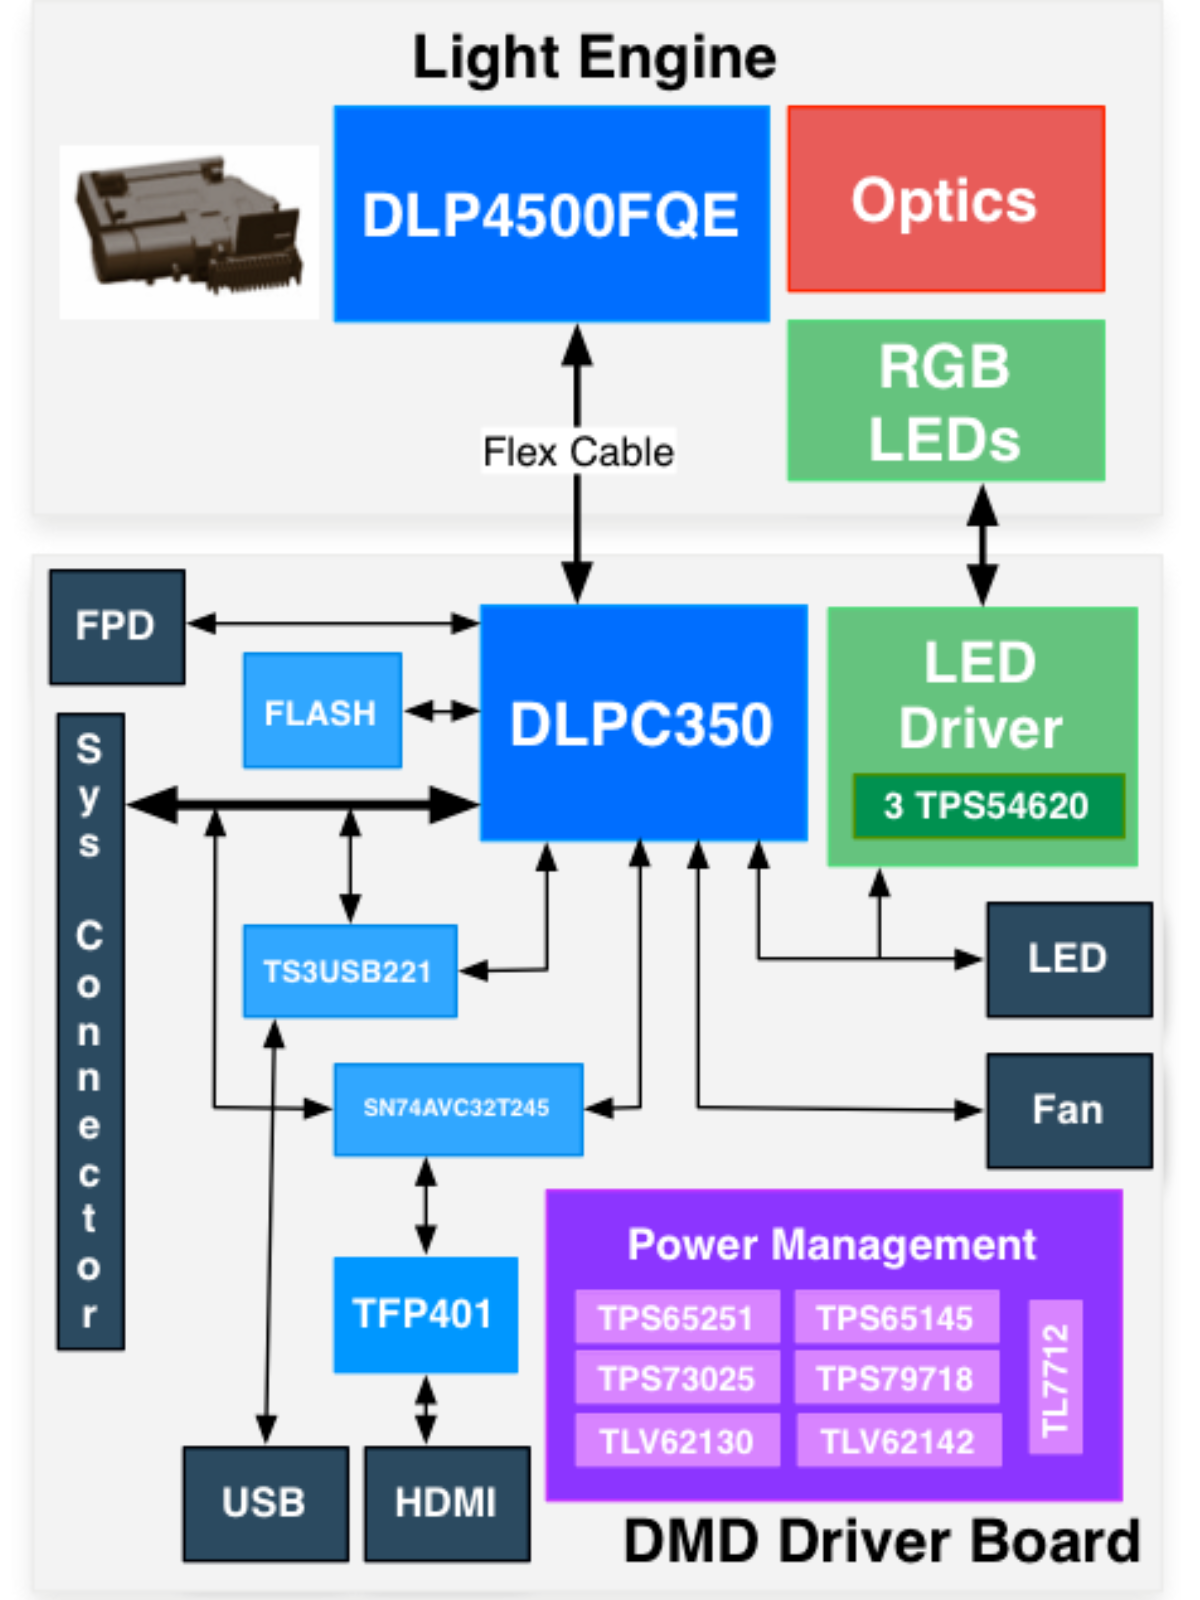 Light Engine
DLP4500FQE
Optics
RGB
LEDs
Flex Cable
FPD
FLASH
DLPC350
LED
Driver
3 TPS54620
Sys Connector
TS3USB221
LED
SN74AVC32T245
Fan
TFP401
Power Management
TPS65251
TPS65145
TPS73025
TPS79718
TLV62130
TLV62142
TL7712
USB
HDMI
DMD Driver Board